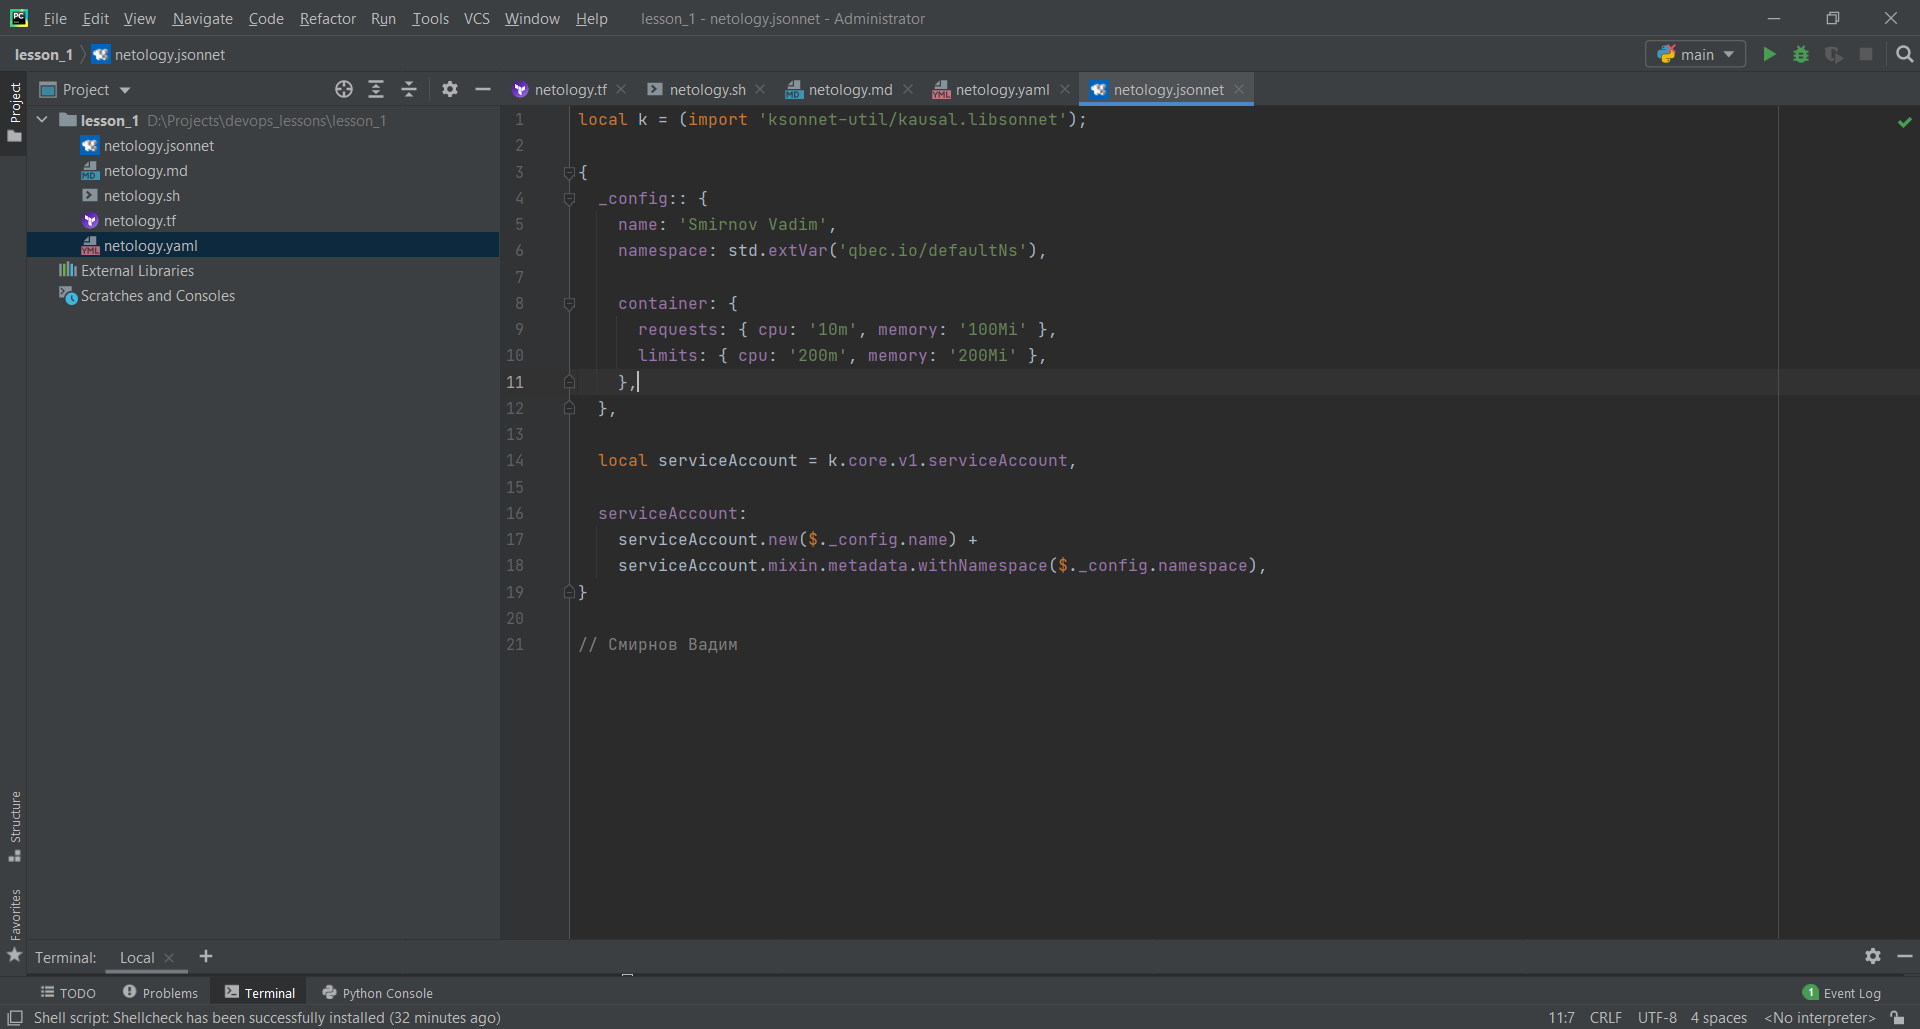 PC File Edit View Navigate Code Refactor Run Tools VCS Window Help lesson_1 - netology.jsonnet - Administrator
lesson_1 netology.jsonnet main
Project
Project
netology.tf netology.sh netology.md netology.yaml netology.jsonnet
lesson_1 D:\Projects\devops_lessons\lesson_1
netology.jsonnet
netology.md
netology.sh
netology.tf
netology.yaml
External Libraries
Scratches and Consoles
1 local k = (import 'ksonnet-util/kausal.libsonnet');
2
3 {
4 _config:: {
5 name: 'Smirnov Vadim',
6 namespace: std.extVar('qbec.io/defaultNs'),
7
8 container: {
9 requests: { cpu: '10m', memory: '100Mi' },
10 limits: { cpu: '200m', memory: '200Mi' },
11 },
12 },
13
14 local serviceAccount = k.core.v1.serviceAccount,
15
16 serviceAccount:
17 serviceAccount.new($._config.name) +
18 serviceAccount.mixin.metadata.withNamespace($._config.namespace),
19 }
20
21 // Смирнов Вадим
Structure
Favorites
Terminal: Local +
TODO Problems Terminal Python Console 1 Event Log
Shell script: Shellcheck has been successfully installed (32 minutes ago) 11:7 CRLF UTF-8 4 spaces <No interpreter>